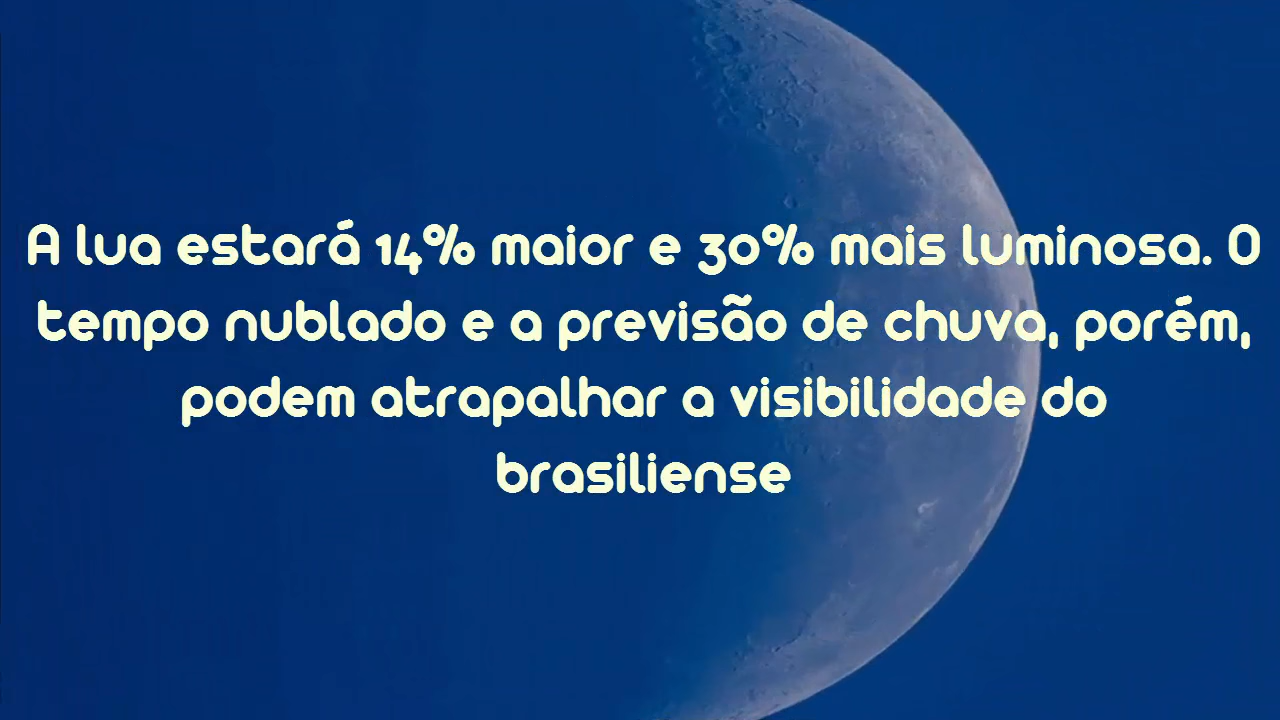 A lua estará 14% maior e 30% mais luminosa. O
tempo nublado e a previsão de chuva, porém,
podem atrapalhar a visibilidade do
brasiliense